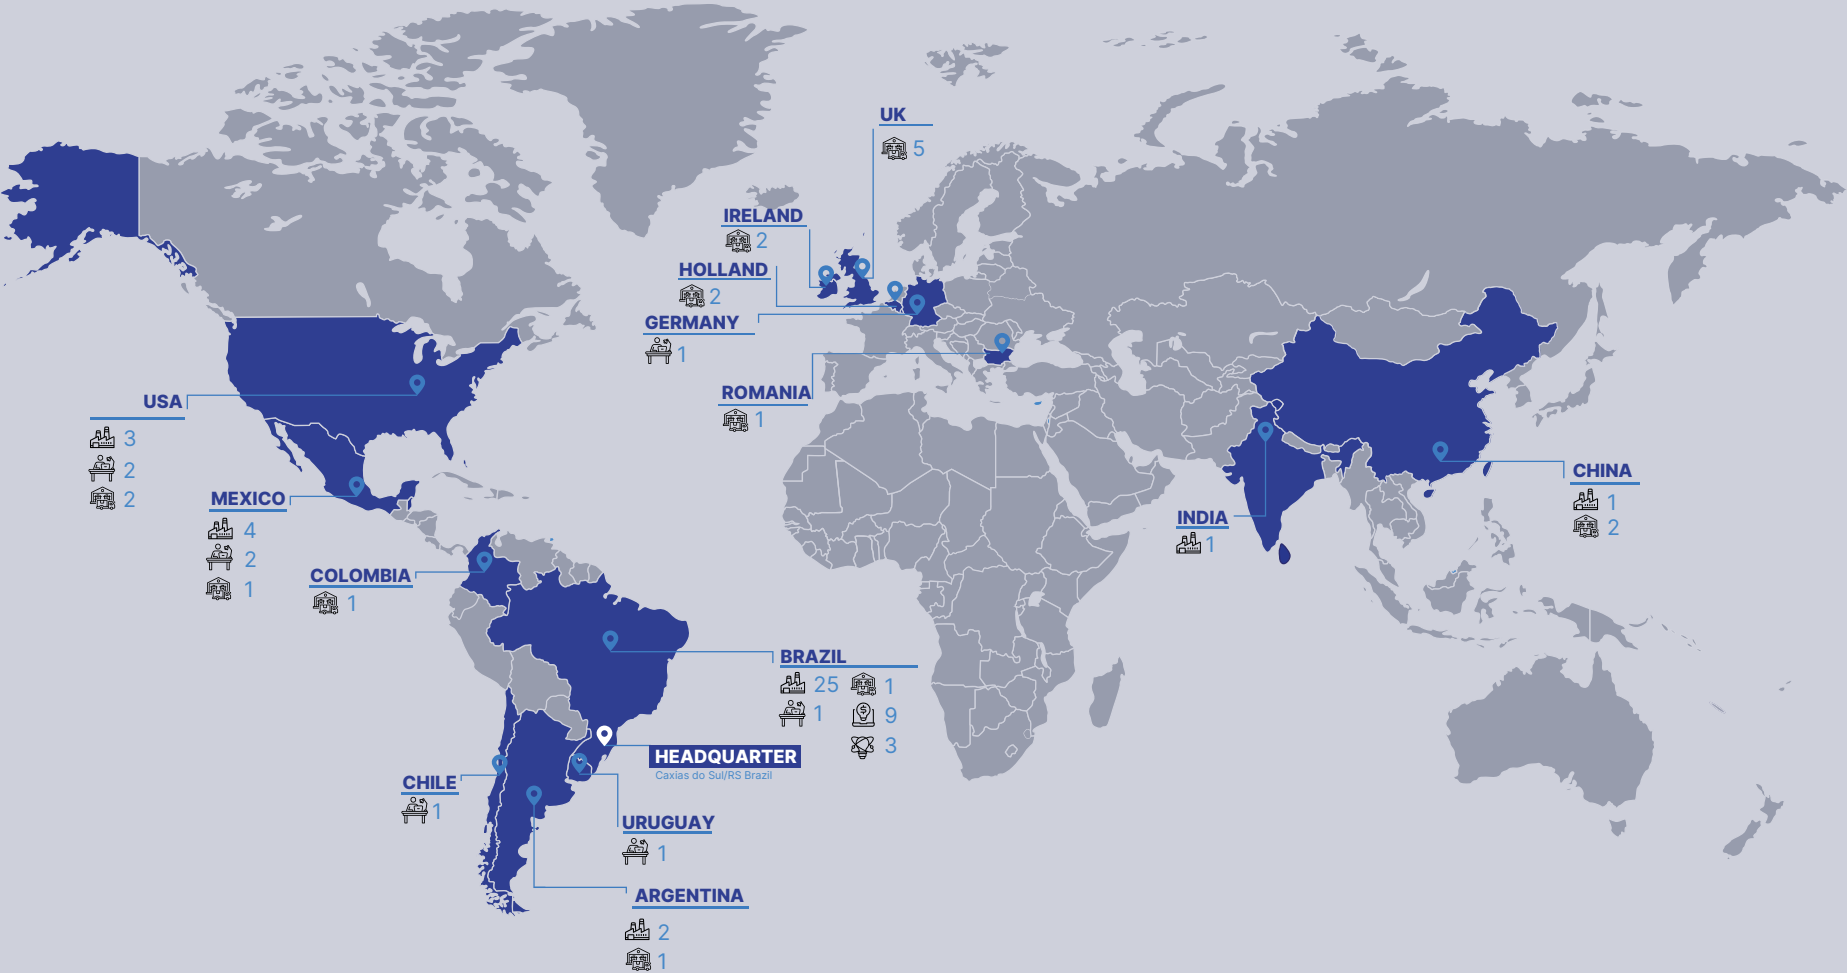 UK
5
IRELAND
2
HOLLAND
2
GERMANY
1
ROMANIA
1
USA
3
2
2
MEXICO
4
2
1
COLOMBIA
1
CHINA
1
2
INDIA
1
BRAZIL
25 1
1 9
3
HEADQUARTER
Caxias do Sul/RS Brazil
CHILE
1
URUGUAY
1
ARGENTINA
2
1